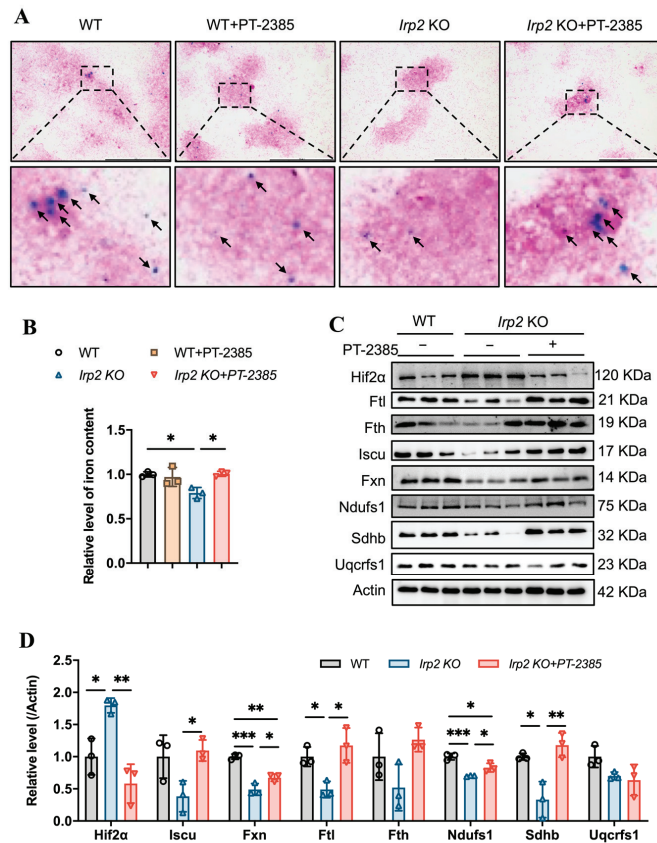 A
WT
WT+PT-2385
Irp2 KO
Irp2 KO+PT-2385
B
WT
WT+PT-2385
Irp2 KO
Irp2 KO+PT-2385
Relative level of iron content
1.5
1.0
0.5
0.0
*
*
C
WT
Irp2 KO
PT-2385
−
−
+
Hif2α
120 KDa
Ftl
21 KDa
Fth
19 KDa
Iscu
17 KDa
Fxn
14 KDa
Ndufs1
75 KDa
Sdhb
32 KDa
Uqcrfs1
23 KDa
Actin
42 KDa
D
WT
Irp2 KO
Irp2 KO+PT-2385
Relative level (/Actin)
2.5
2.0
1.5
1.0
0.5
0.0
* **
*
**
*** *
* *
*
*** *
* **
Hif2α Iscu Fxn Ftl Fth Ndufs1 Sdhb Uqcrfs1